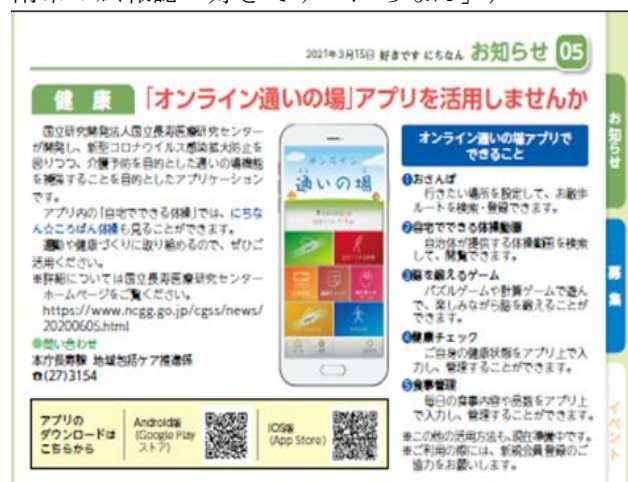 2021年3月15日 好きです にちなん お知らせ 05
健 康 「オンライン通いの場」アプリを活用しませんか
国立研究開発法人国立長寿医療研究センター
が開発し、新型コロナウイルス感染拡大防止を
図りつつ、介護予防を目的とした通いの場機能
を補強することを目的としたアプリケーション
です。
アプリ内の「自宅でできる体操」では、にちな
ん☆ころばん体操も見ることができます。
運動や健康づくりに取り組めるので、ぜひご
活用ください。
※詳細については国立長寿医療研究センター
ホームページをご覧ください。
https://www.ncgg.go.jp/cgss/news/
20200605.html
●問い合わせ
本庁長寿課 地域包括ケア推進係
☎(27)3154
オンライン
通いの場
オンライン通いの場アプリで
できること
❶おさんぽ
行きたい場所を設定して、お散歩
ルートを検索・登録できます。
❷自宅でできる体操動画
自治体が提供する体操動画を検索
して、閲覧できます。
❸脳を鍛えるゲーム
パズルゲームや計算ゲームで遊ん
で、楽しみながら脳を鍛えることが
できます。
❹健康チェック
ご自身の健康状態をアプリ上で入
力し、管理することができます。
❺食事管理
毎日の食事内容や品数をアプリ上
で入力し、管理することができます。
※この他の活用方法も、現在準備中です。
※ご利用の際には、新規会員登録のご
協力をお願いします。
アプリの
ダウンロードは
こちらから
Android版
(Google Play
ストア)
iOS版
(App Store)
お知らせ
募集
イベント